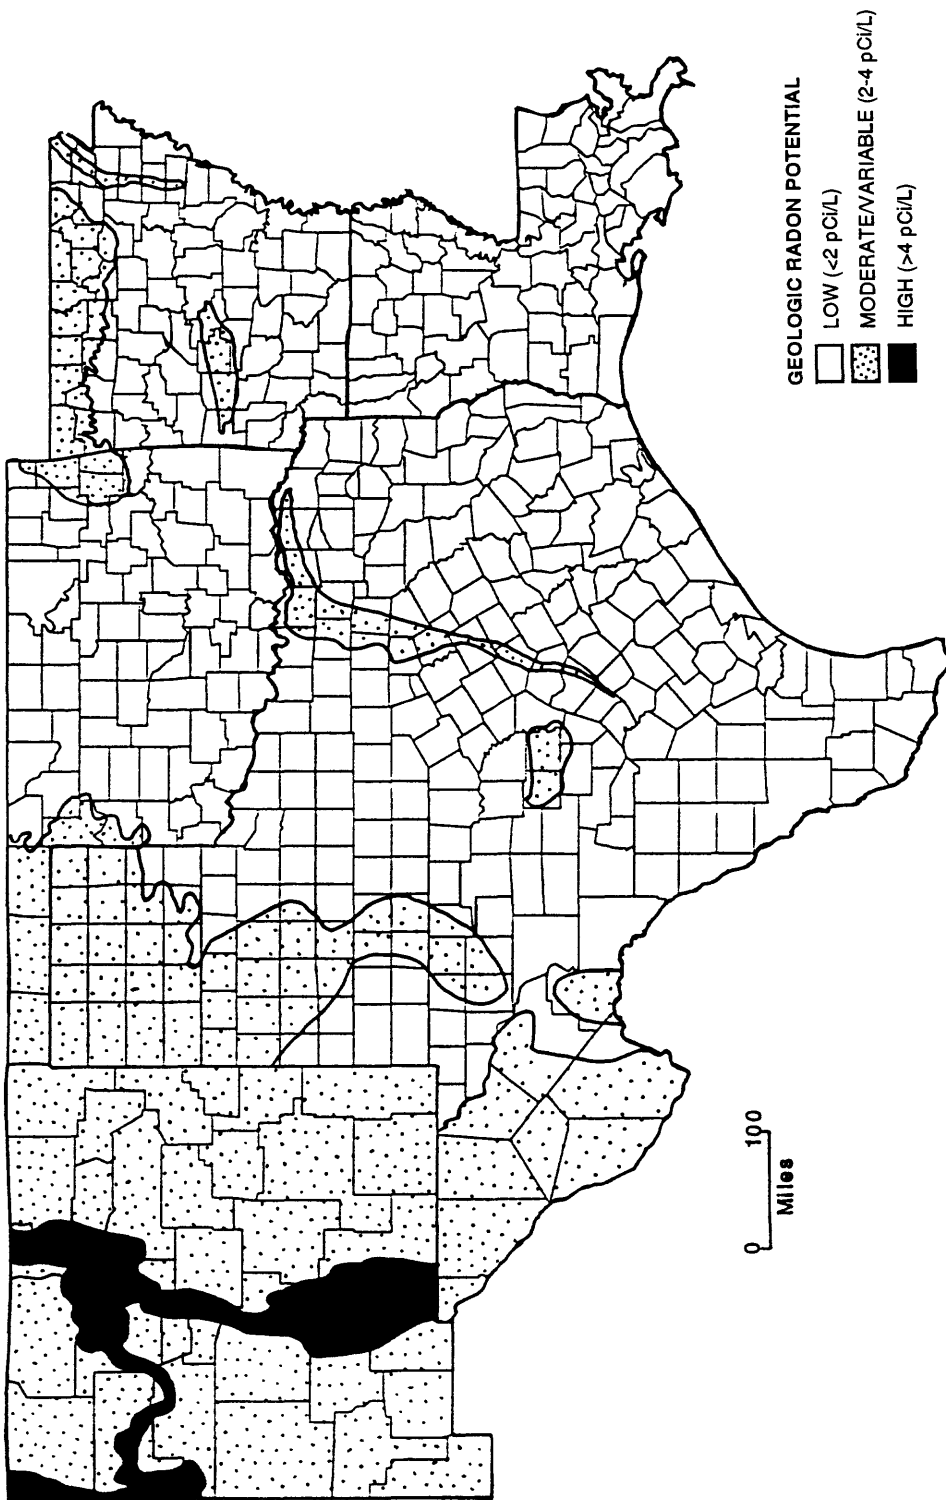 GEOLOGIC RADON POTENTIAL
LOW (<2 pCi/L)
MODERATE/VARIABLE (2-4 pCi/L)
HIGH (>4 pCi/L)
0 100
Miles